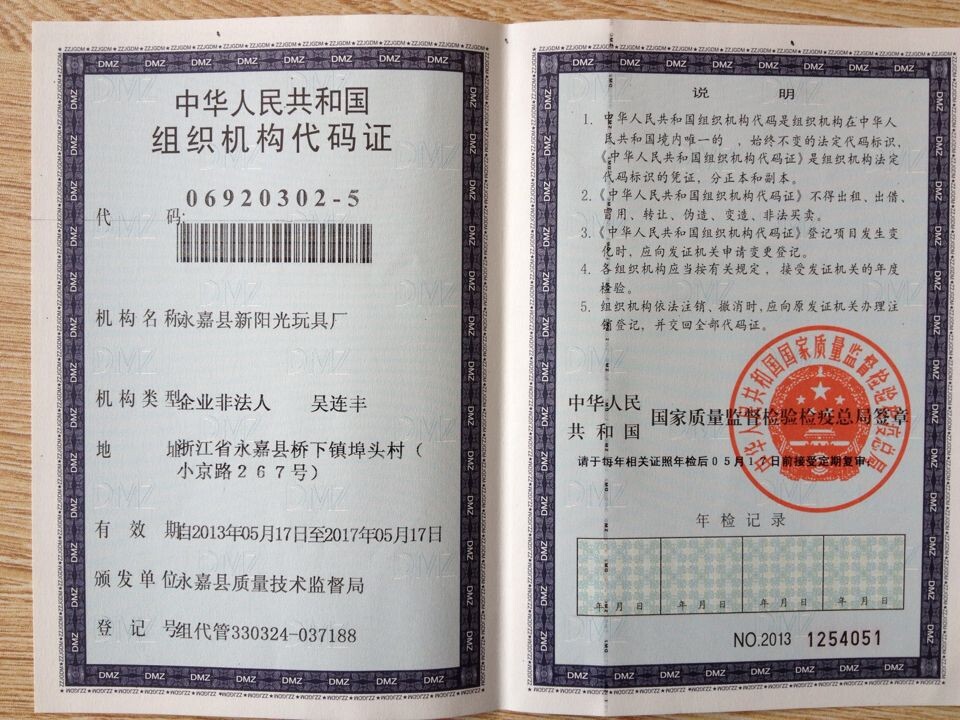 中华人民共和国
组织机构代码证
代 码: 06920302-5
机构名称 永嘉县新阳光玩具厂
机构类型 企业非法人 吴连丰
地 址 浙江省永嘉县桥下镇埠头村（
小京路２６７号）
有 效 期 自2013年05月17日至2017年05月17日
颁发单位 永嘉县质量技术监督局
登 记 号 组代管330324-037188
说 明
1. 中华人民共和国组织机构代码是组织机构在中华人
民共和国境内唯一的 、始终不变的法定代码标识，
《中华人民共和国组织机构代码证》是组织机构法定
代码标识的凭证，分正本和副本。
2.《中华人民共和国组织机构代码证》不得出租、出借、
冒用、转让、伪造、变造、非法买卖。
3.《中华人民共和国组织机构代码证》登记项目发生变
化时，应向发证机关申请变更登记。
4. 各组织机构应当按有关规定，接受发证机关的年度
检验。
5. 组织机构依法注销、撤消时，应向原发证机关办理注
销登记，并交回全部代码证。
中华人民
共和国 国家质量监督检验检疫总局签章
中华人民共和国国家质量监督检验检疫总局
请于每年相关证照年检后05月17日前接受定期复审。
年检记录
年 月 日 年 月 日 年 月 日 年 月 日
NO.2013 1254051